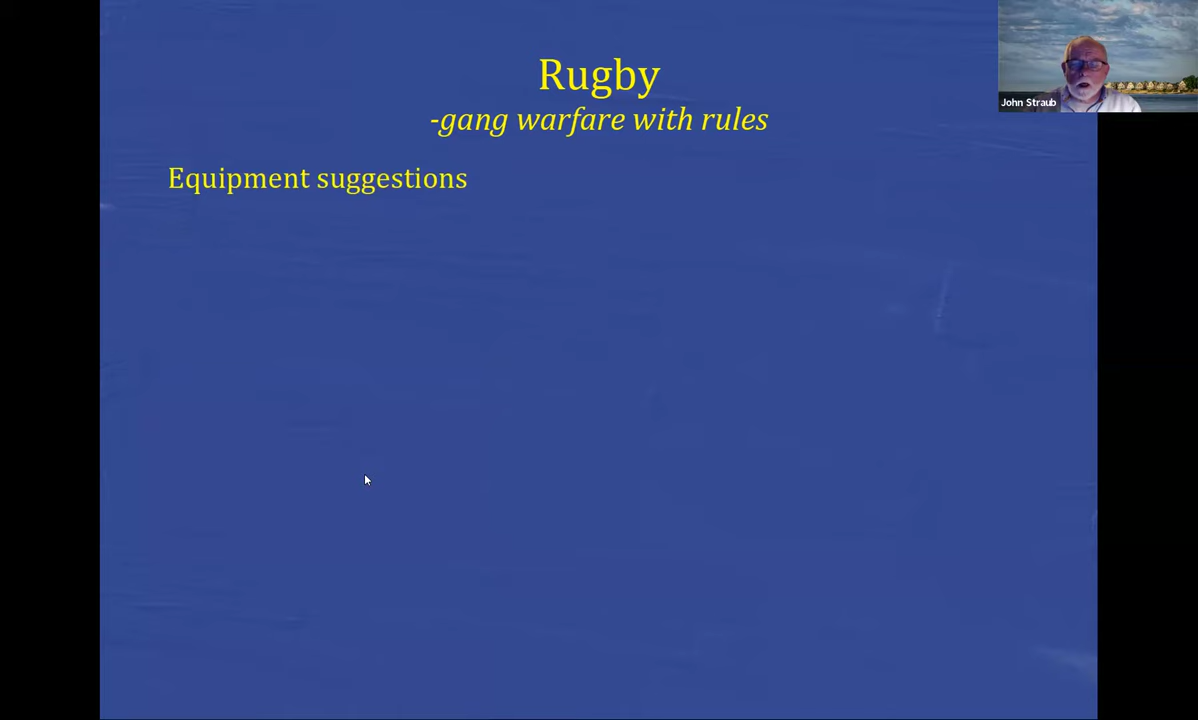 Rugby
-gang warfare with rules
Equipment suggestions
John Straub